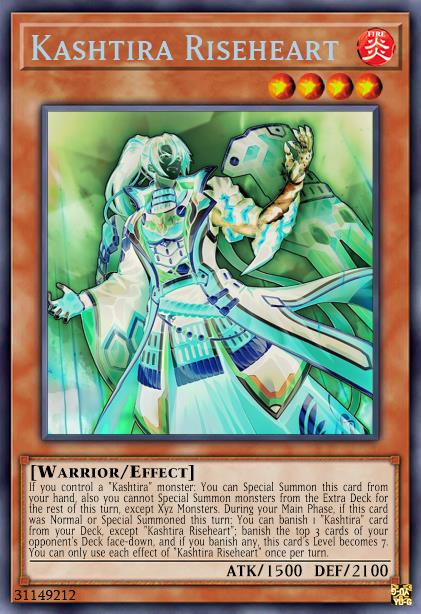 KASHTIRA RISEHEART
FIRE
炎
[WARRIOR/EFFECT]
If you control a "Kashtira" monster: You can Special Summon this card from
your hand, also you cannot Special Summon monsters from the Extra Deck for
the rest of this turn, except Xyz Monsters. During your Main Phase, if this card
was Normal or Special Summoned this turn: You can banish 1 "Kashtira" card
from your Deck, except "Kashtira Riseheart"; banish the top 3 cards of your
opponent's Deck face-down, and if you banish any, this card's Level becomes 7.
You can only use each effect of "Kashtira Riseheart" once per turn.
ATK/1500 DEF/2100
31149212